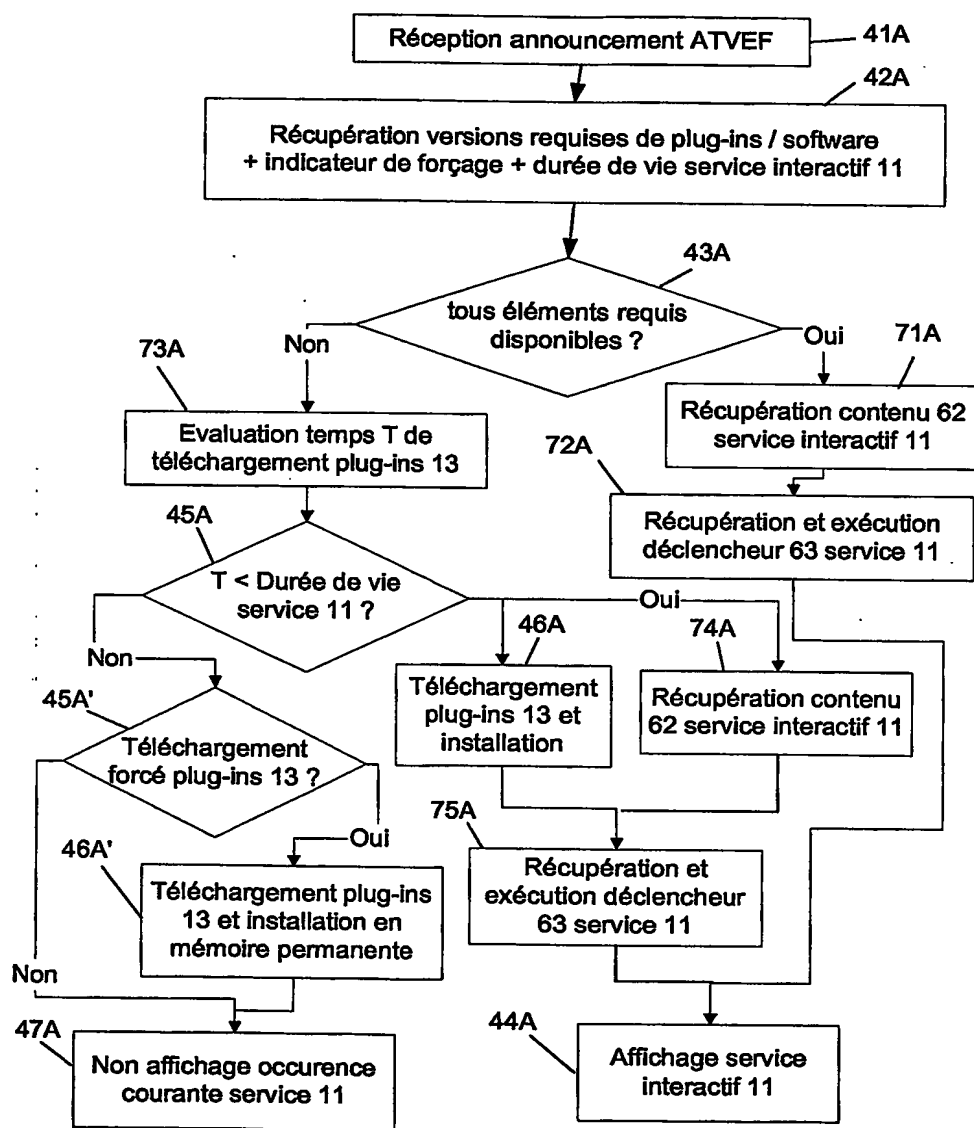 Réception announcement ATVEF
41A
42A
Récupération versions requises de plug-ins / software
+ indicateur de forçage + durée de vie service interactif 11
43A
tous éléments requis
disponibles ?
Non
Oui
73A
71A
Evaluation temps T de
téléchargement plug-ins 13
Récupération contenu 62
service interactif 11
72A
45A
Récupération et exécution
déclencheur 63 service 11
T < Durée de vie
service 11 ?
Oui
46A
74A
Non
Téléchargement
plug-ins 13 et
installation
Récupération contenu
62 service interactif 11
45A'
Téléchargement
forcé plug-ins 13 ?
75A
Oui
46A'
Récupération et
exécution déclencheur
63 service 11
Téléchargement plug-ins
13 et installation en
mémoire permanente
Non
47A
44A
Non affichage occurence
courante service 11
Affichage service
interactif 11